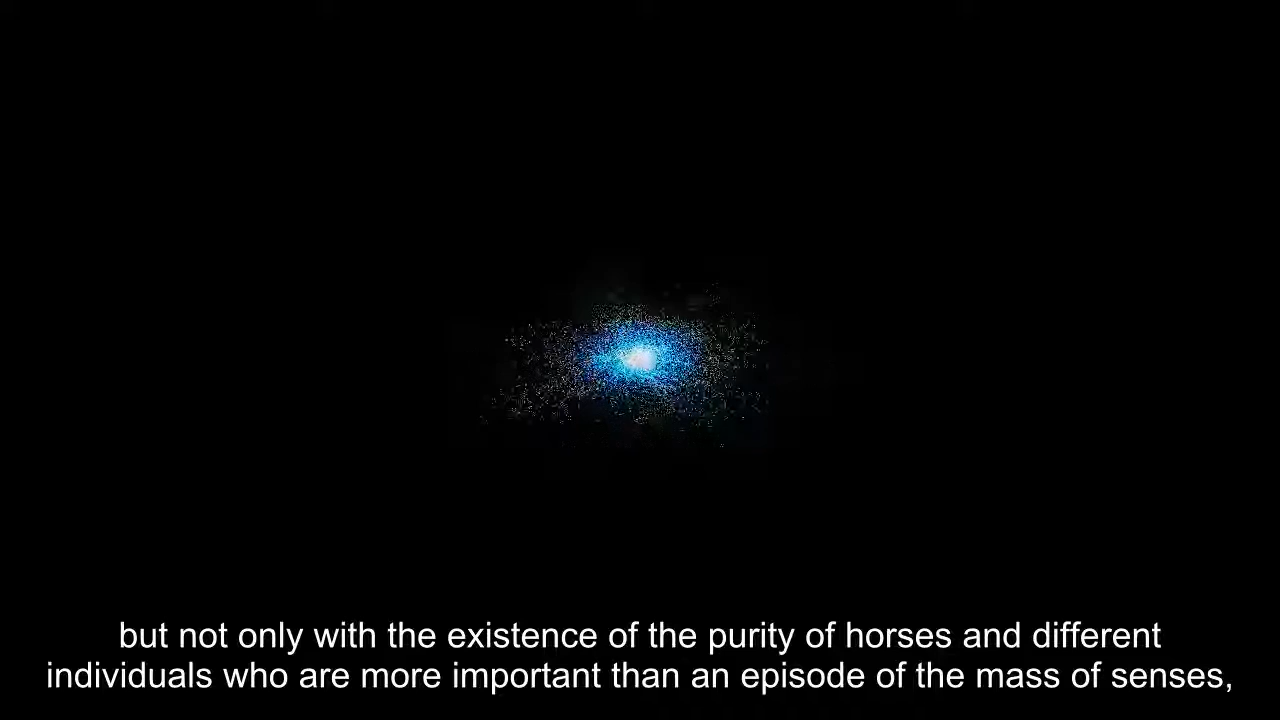 but not only with the existence of the purity of horses and different
individuals who are more important than an episode of the mass of senses,